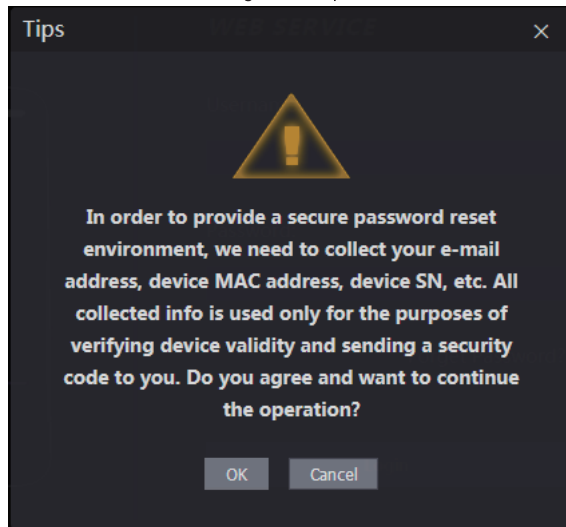 Tips
WEB SERVICE
In order to provide a secure password reset
environment, we need to collect your e-mail
address, device MAC address, device SN, etc. All
collected info is used only for the purposes of
verifying device validity and sending a security
code to you. Do you agree and want to continue
the operation?
OK Cancel